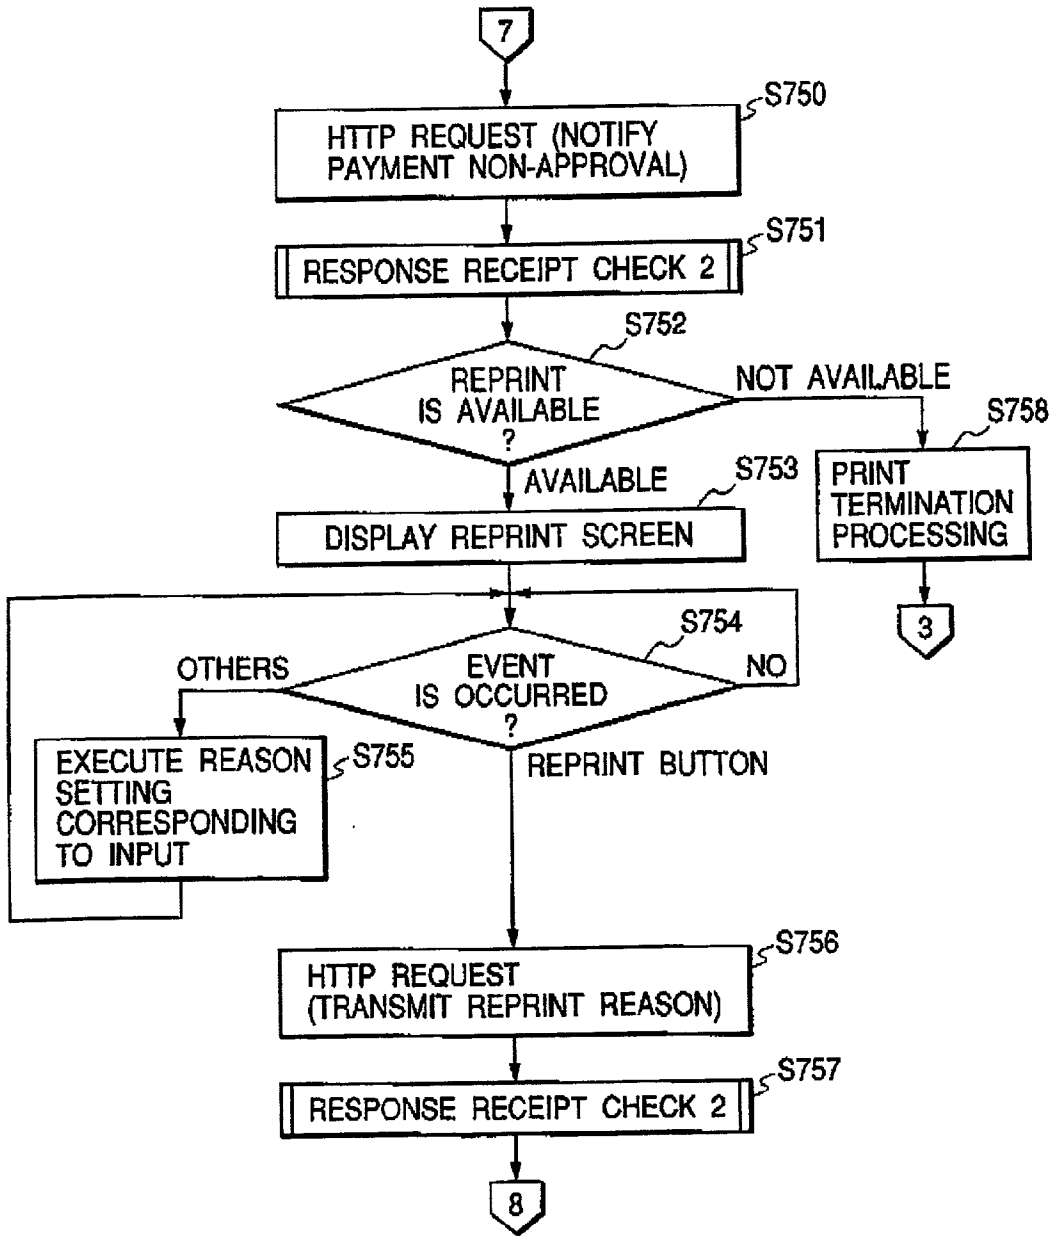 7
S750
HTTP REQUEST (NOTIFY
PAYMENT NON-APPROVAL)
S751
RESPONSE RECEIPT CHECK 2
S752
REPRINT
IS AVAILABLE
?
NOT AVAILABLE
S758
PRINT
TERMINATION
PROCESSING
3
AVAILABLE
S753
DISPLAY REPRINT SCREEN
S754
EVENT
IS OCCURRED
?
NO
OTHERS
S755
EXECUTE REASON
SETTING
CORRESPONDING
TO INPUT
REPRINT BUTTON
S756
HTTP REQUEST
(TRANSMIT REPRINT REASON)
S757
RESPONSE RECEIPT CHECK 2
8